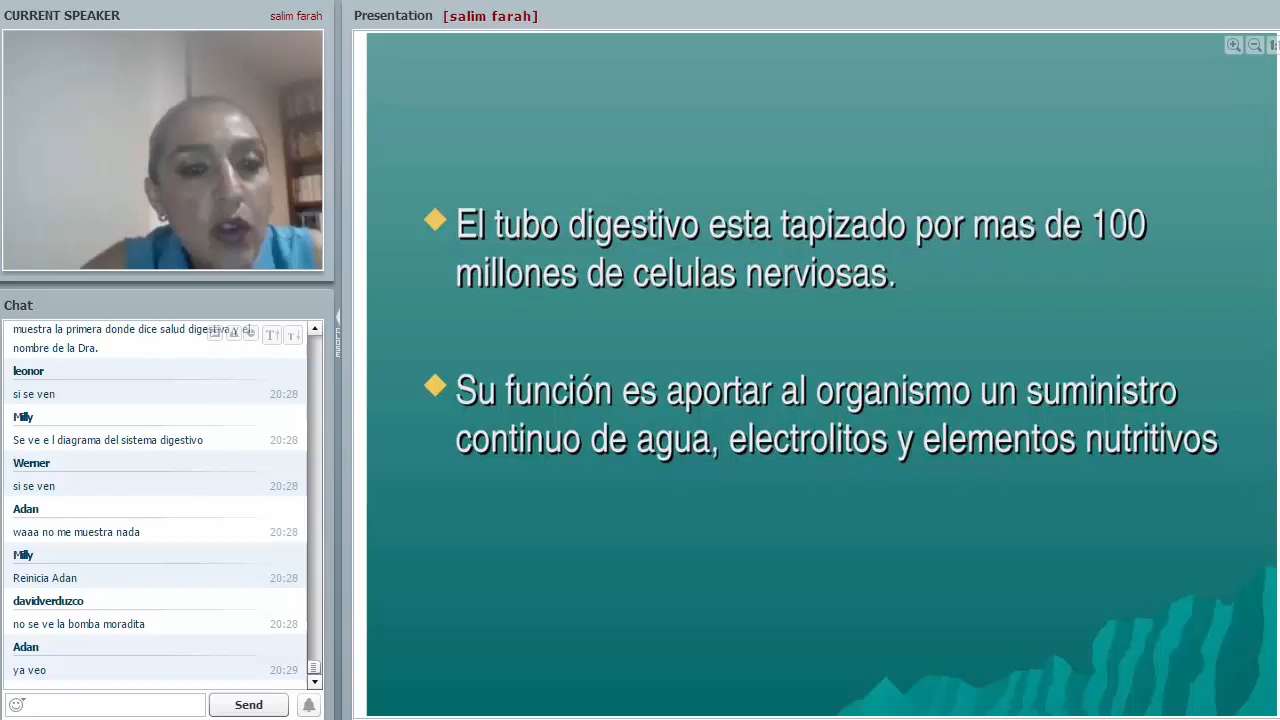 CURRENT SPEAKER
salim farah
Chat
muestra la primera donde dice salud digestiva y el
nombre de la Dra.
leonor
si se ven 20:28
Milly
Se ve e l diagrama del sistema digestivo 20:28
Werner
si se ven 20:28
Adan
waaa no me muestra nada 20:28
Milly
Reinicia Adan 20:28
davidverduzco
no se ve la bomba moradita 20:28
Adan
ya veo 20:29
Send
Presentation [salim farah]
El tubo digestivo esta tapizado por mas de 100
millones de celulas nerviosas.
Su función es aportar al organismo un suministro
continuo de agua, electrolitos y elementos nutritivos